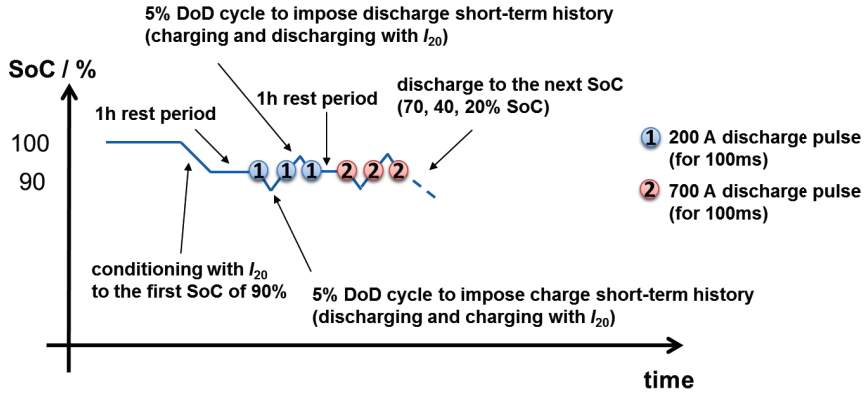 5% DoD cycle to impose discharge short-term history
(charging and discharging with I20)
SoC / %
discharge to the next SoC
(70, 40, 20% SoC)
1h rest period
1h rest period
100
90
1 1 1 2 2 2
1 200 A discharge pulse
(for 100ms)
2 700 A discharge pulse
(for 100ms)
conditioning with I20
to the first SoC of 90%
5% DoD cycle to impose charge short-term history
(discharging and charging with I20)
time